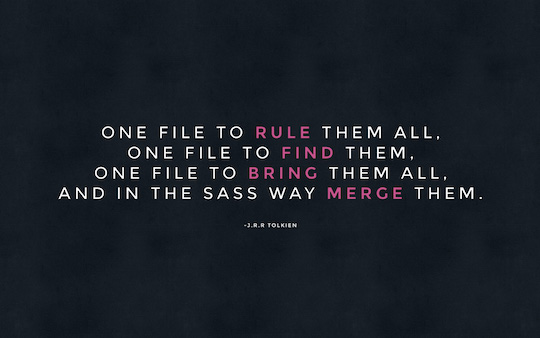 ONE FILE TO RULE THEM ALL,
ONE FILE TO FIND THEM,
ONE FILE TO BRING THEM ALL,
AND IN THE SASS WAY MERGE THEM.
-J.R.R TOLKIEN